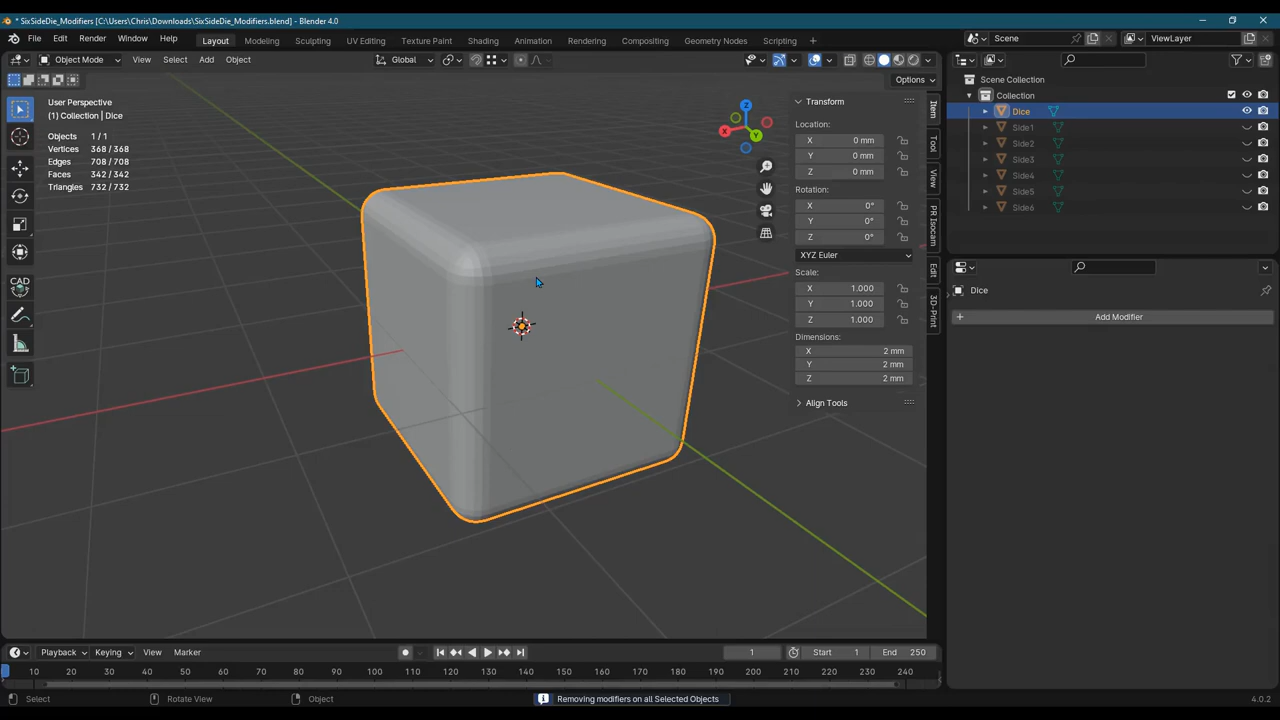 * SixSideDie_Modifiers [C:\Users\Chris\Downloads\SixSideDie_Modifiers.blend] - Blender 4.0
File Edit Render Window Help Layout Modeling Sculpting UV Editing Texture Paint Shading Animation Rendering Compositing Geometry Nodes Scripting + Scene ViewLayer
Object Mode View Select Add Object Global
Options
User Perspective
(1) Collection | Dice
Objects 1 / 1
Vertices 368 / 368
Edges 708 / 708
Faces 342 / 342
Triangles 732 / 732
CAD
Z
X
Y
Transform
Location:
X 0 mm
Y 0 mm
Z 0 mm
Rotation:
X 0°
Y 0°
Z 0°
XYZ Euler
Scale:
X 1.000
Y 1.000
Z 1.000
Dimensions:
X 2 mm
Y 2 mm
Z 2 mm
Align Tools
Item
Tool
View
PR Isocam
Edit
3D-Print
Scene Collection
Collection
Dice
Side1
Side2
Side3
Side4
Side5
Side6
Dice
+ Add Modifier
Playback Keying View Marker 1 Start 1 End 250
10 20 30 40 50 60 70 80 90 100 110 120 130 140 150 160 170 180 190 200 210 220 230 240
Select Rotate View Object Removing modifiers on all Selected Objects 4.0.2